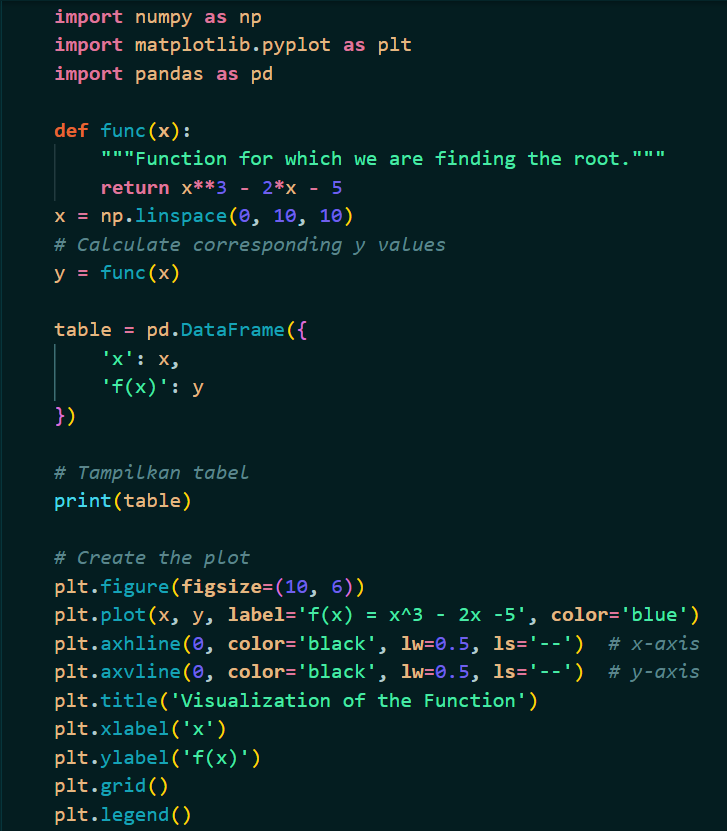 import numpy as np
import matplotlib.pyplot as plt
import pandas as pd
def func(x):
    """Function for which we are finding the root."""
    return x**3 - 2*x - 5
x = np.linspace(0, 10, 10)
# Calculate corresponding y values
y = func(x)
table = pd.DataFrame({
    'x': x,
    'f(x)': y
})
# Tampilkan tabel
print(table)
# Create the plot
plt.figure(figsize=(10, 6))
plt.plot(x, y, label='f(x) = x^3 - 2x -5', color='blue')
plt.axhline(0, color='black', lw=0.5, ls='--')  # x-axis
plt.axvline(0, color='black', lw=0.5, ls='--')  # y-axis
plt.title('Visualization of the Function')
plt.xlabel('x')
plt.ylabel('f(x)')
plt.grid()
plt.legend()